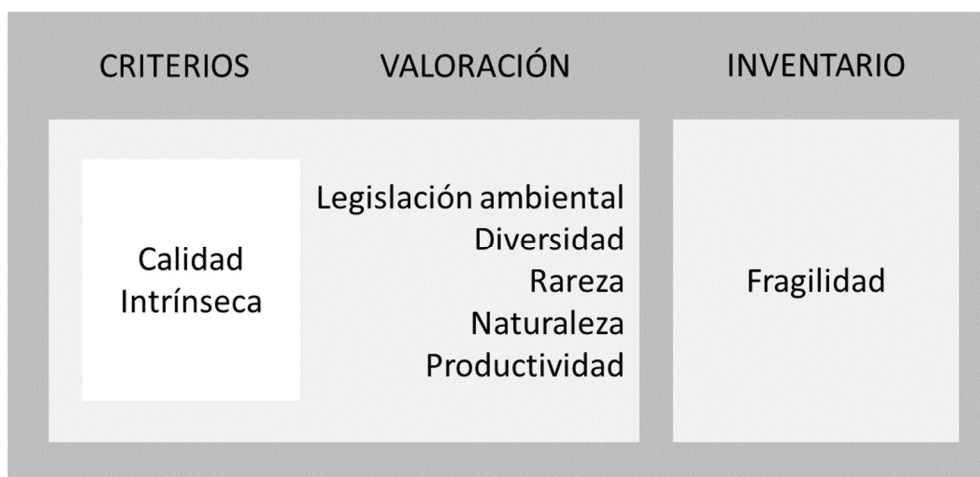 CRITERIOS VALORACIÓN INVENTARIO
Calidad
Intrínseca
Legislación ambiental
Diversidad
Rareza
Naturaleza
Productividad
Fragilidad